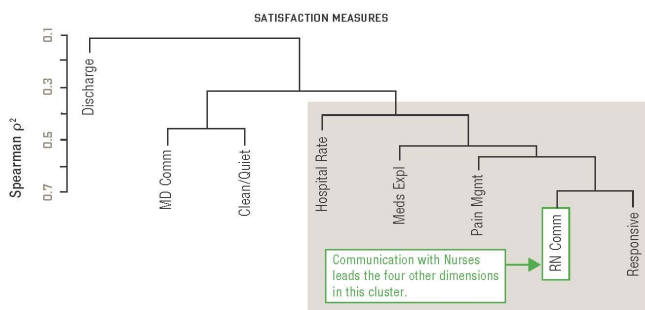 SATISFACTION MEASURES
Spearman ρ²
0.1
0.3
0.5
0.7
Discharge
MD Comm
Clean/Quiet
Hospital Rate
Meds Expl
Pain Mgmt
RN Comm
Responsive
Communication with Nurses
leads the four other dimensions
in this cluster.